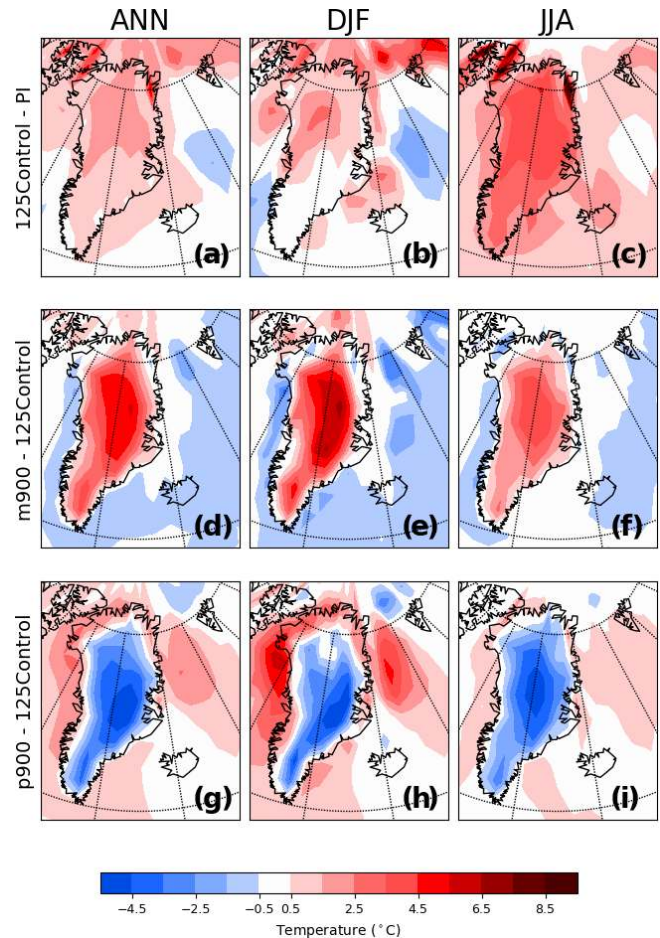 ANN DJF JJA
125Control - PI
(a) (b) (c)
m900 - 125Control
(d) (e) (f)
p900 - 125Control
(g) (h) (i)
−4.5 −2.5 −0.5 0.5 2.5 4.5 6.5 8.5
Temperature (°C)